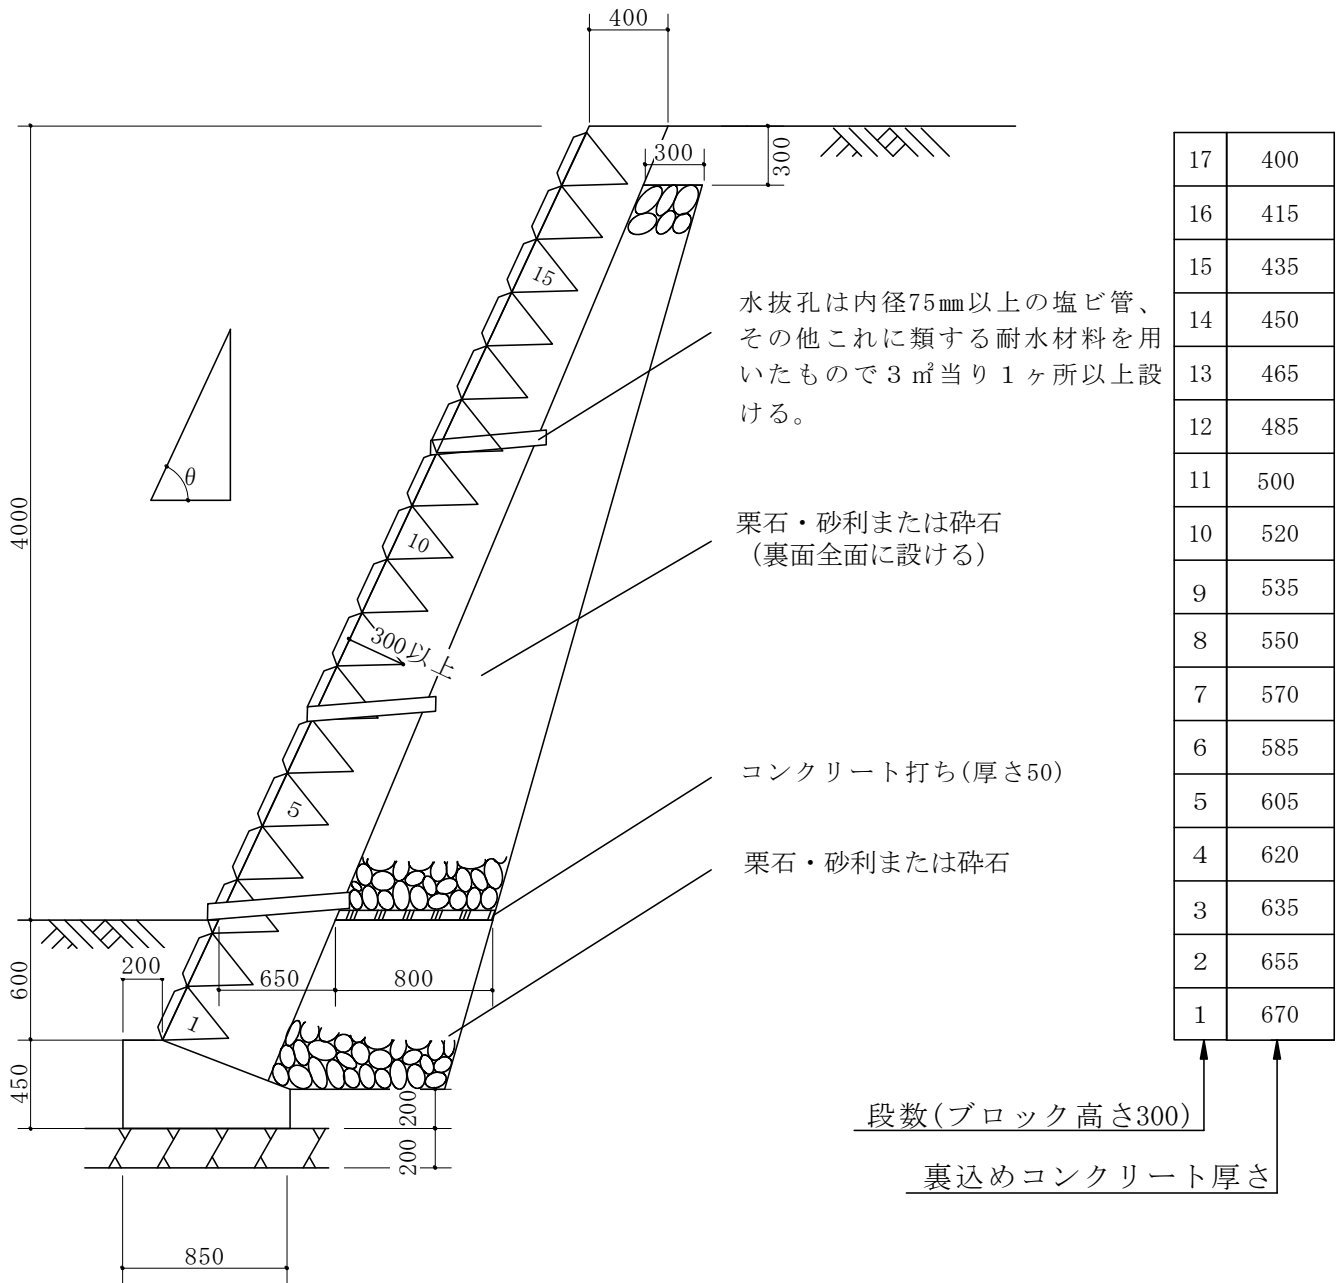 400
300
300
15
水抜孔は内径75㎜以上の塩ビ管、
その他これに類する耐水材料を用
いたもので３㎡当り１ヶ所以上設
ける。
θ
4000
10
栗石・砂利または砕石
(裏面全面に設ける)
300以上
5
コンクリート打ち(厚さ50)
栗石・砂利または砕石
600
200
650
800
1
450
200
200
850
17 400
16 415
15 435
14 450
13 465
12 485
11 500
10 520
9 535
8 550
7 570
6 585
5 605
4 620
3 635
2 655
1 670
段数(ブロック高さ300)
裏込めコンクリート厚さ